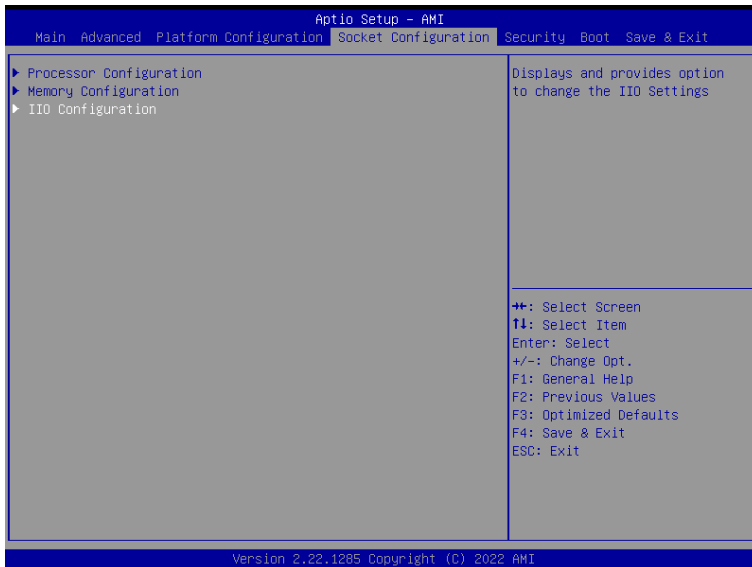 Aptio Setup – AMI
Main Advanced Platform Configuration Socket Configuration Security Boot Save & Exit
▶ Processor Configuration
▶ Memory Configuration
▶ IIO Configuration
Displays and provides option
to change the IIO Settings
→←: Select Screen
↑↓: Select Item
Enter: Select
+/-: Change Opt.
F1: General Help
F2: Previous Values
F3: Optimized Defaults
F4: Save & Exit
ESC: Exit
Version 2.22.1285 Copyright (C) 2022 AMI